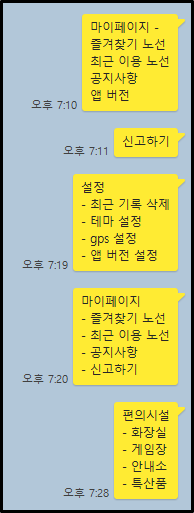 마이페이지 -
즐겨찾기 노선
최근 이용 노선
공지사항
앱 버전
오후 7:10
신고하기
오후 7:11
설정
- 최근 기록 삭제
- 테마 설정
- gps 설정
- 앱 버전 설정
오후 7:19
마이페이지
- 즐겨찾기 노선
- 최근 이용 노선
- 공지사항
- 신고하기
오후 7:20
편의시설
- 화장실
- 게임장
- 안내소
- 특산품
오후 7:28